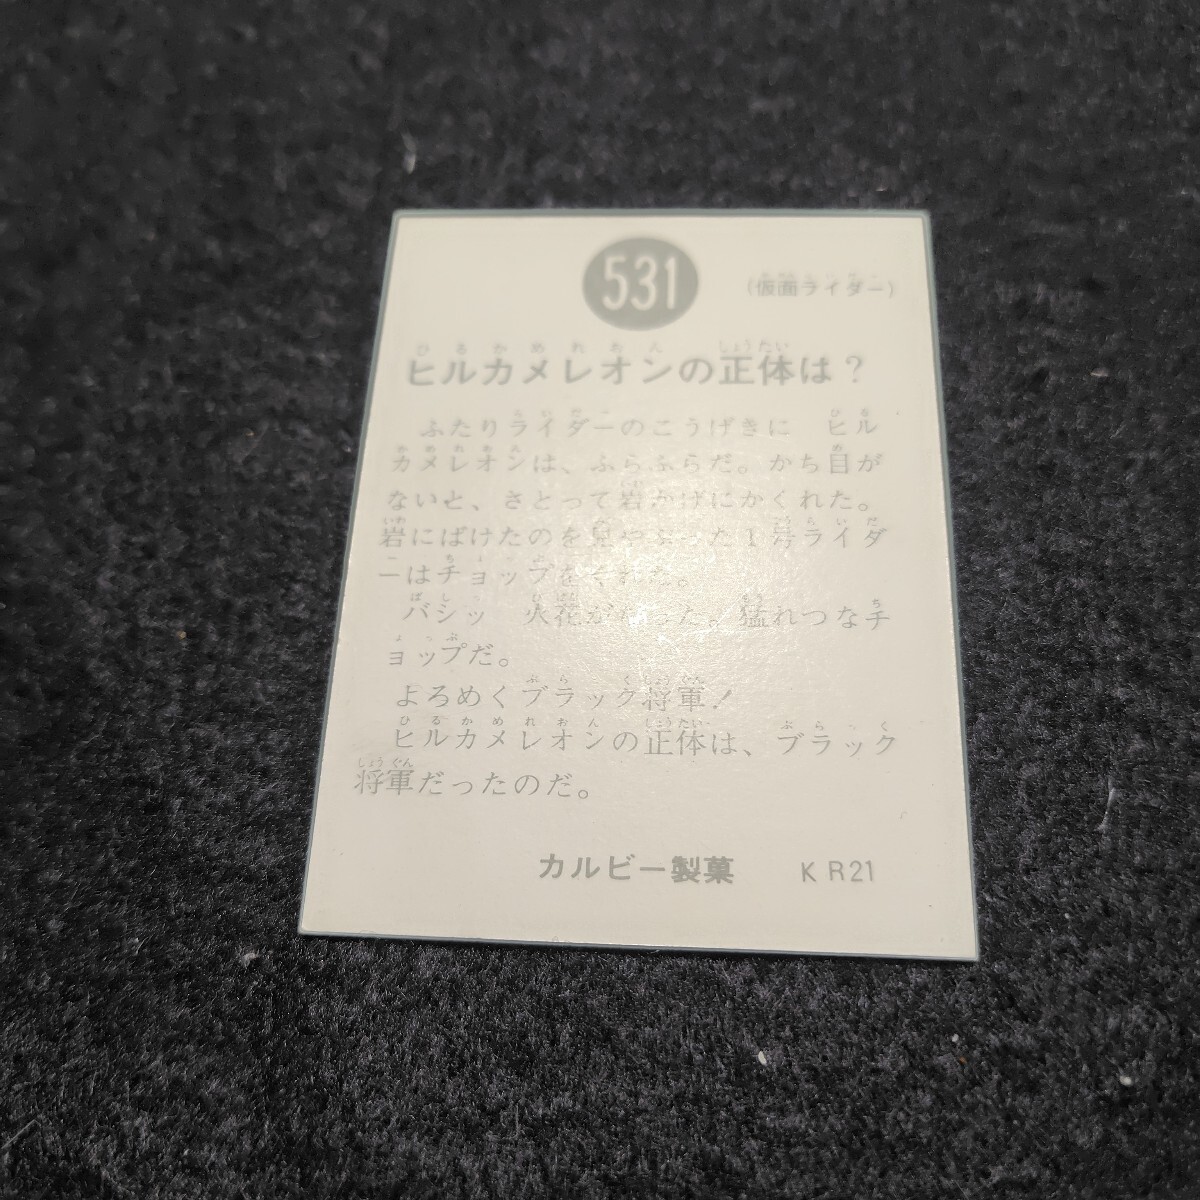 531
(仮面ライダー)
ヒルカメレオンの正体は?
ふたりライダーのこうげきに ヒル
カメレオンは、ふらふらだ。かち目が
ないと、さとって岩かげにかくれた。
岩にばけたのを見やぶった1号ライダ
ーはチョップをくれた。
バシッ 火花がちった。猛れつなチ
ョップだ。
よろめくブラック将軍!
ヒルカメレオンの正体は、ブラック
将軍だったのだ。
カルビー製菓 KR21